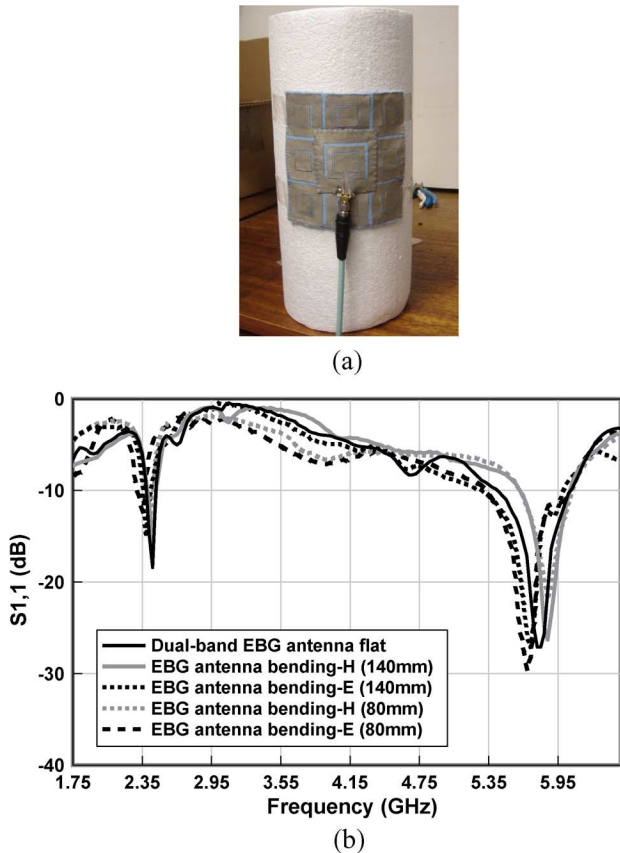 (a)
0
-10
-20
-30
-40
S1,1 (dB)
Dual-band EBG antenna flat
EBG antenna bending-H (140mm)
EBG antenna bending-E (140mm)
EBG antenna bending-H (80mm)
EBG antenna bending-E (80mm)
1.75 2.35 2.95 3.55 4.15 4.75 5.35 5.95
Frequency (GHz)
(b)